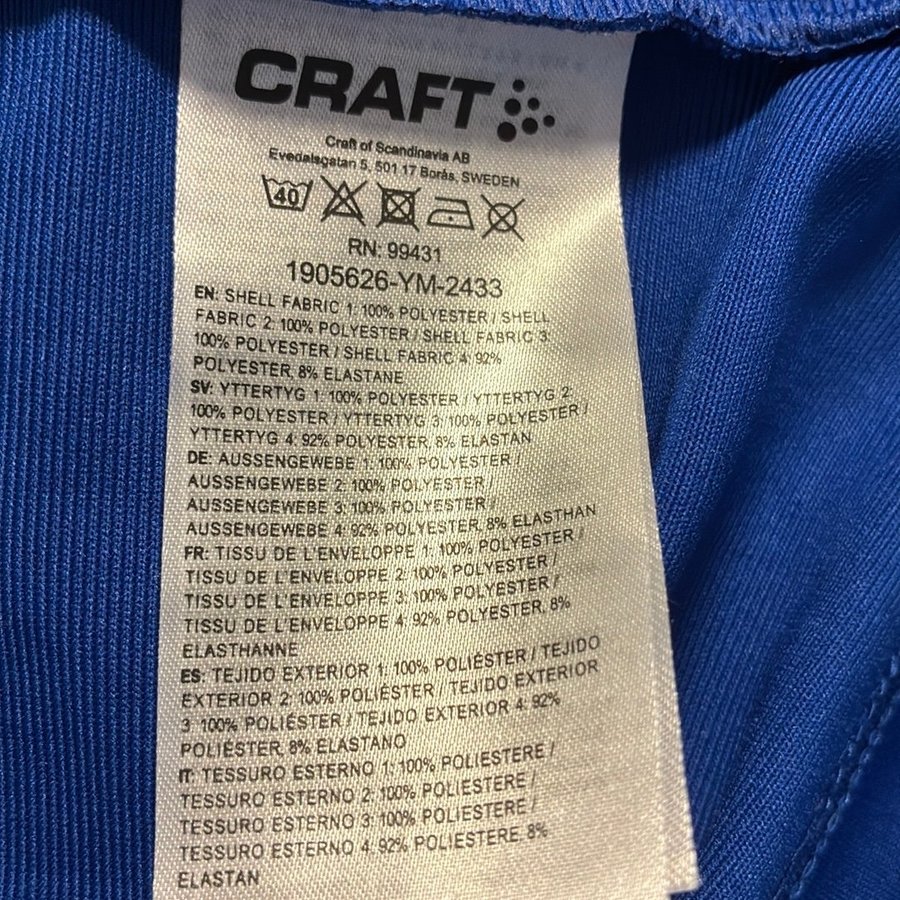 CRAFT
Craft of Scandinavia AB
Evedalsgatan 5, 501 17 Borås, SWEDEN
40
RN: 99431
1905626-YM-2433
EN: SHELL FABRIC 1: 100% POLYESTER / SHELL
FABRIC 2: 100% POLYESTER / SHELL FABRIC 3:
100% POLYESTER / SHELL FABRIC 4: 92%
POLYESTER, 8% ELASTANE
SV: YTTERTYG 1: 100% POLYESTER / YTTERTYG 2:
100% POLYESTER / YTTERTYG 3: 100% POLYESTER /
YTTERTYG 4: 92% POLYESTER, 8% ELASTAN
DE: AUSSENGEWEBE 1: 100% POLYESTER /
AUSSENGEWEBE 2: 100% POLYESTER /
AUSSENGEWEBE 3: 100% POLYESTER /
AUSSENGEWEBE 4: 92% POLYESTER, 8% ELASTHAN
FR: TISSU DE L'ENVELOPPE 1: 100% POLYESTER /
TISSU DE L'ENVELOPPE 2: 100% POLYESTER /
TISSU DE L'ENVELOPPE 3: 100% POLYESTER /
TISSU DE L'ENVELOPPE 4: 92% POLYESTER, 8%
ELASTHANNE
ES: TEJIDO EXTERIOR 1: 100% POLIÉSTER / TEJIDO
EXTERIOR 2: 100% POLIÉSTER / TEJIDO EXTERIOR
3: 100% POLIÉSTER / TEJIDO EXTERIOR 4: 92%
POLIÉSTER, 8% ELASTANO
IT: TESSURO ESTERNO 1: 100% POLIESTERE /
TESSURO ESTERNO 2: 100% POLIESTERE /
TESSURO ESTERNO 3: 100% POLIESTERE /
TESSURO ESTERNO 4: 92% POLIESTERE, 8%
ELASTAN